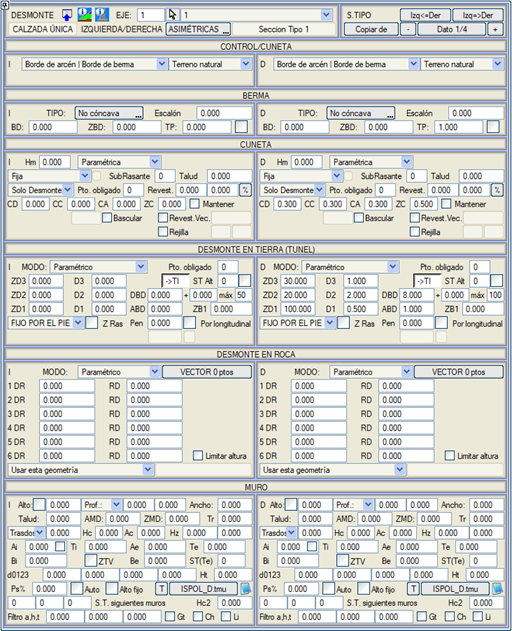 DESMONTE EJE: 1 1 S.TIPO Izq<=Der Izq=>Der
CALZADA ÚNICA IZQUIERDA/DERECHA ASIMÉTRICAS ... Seccion Tipo 1 Copiar de - Dato 1/4 +
CONTROL/CUNETA
I Borde de arcén | Borde de berma Terreno natural D Borde de arcén | Borde de berma Terreno natural
BERMA
I TIPO: No cóncava ... Escalón 0.000 D TIPO: No cóncava ... Escalón 0.000
BD: 0.000 ZBD: 0.000 TP: 0.000 BD: 0.000 ZBD: 0.000 TP: 1.000
CUNETA
I Hm 0.000 Paramétrica D Hm 0.000 Paramétrica
Fija SubRasante 0 Talud 0.000 Fija SubRasante 0 Talud 0.000
Solo Desmonte Pto. obligado 0 Revest. 0.000 0.000 % Solo Desmonte Pto. obligado 0 Revest. 0.000 0.000 %
CD 0.000 CC 0.000 CA 0.000 ZC 0.000 Mantener CD 0.300 CC 0.300 CA 0.300 ZC 0.500 Mantener
Bascular Revest.Vec. Bascular Revest.Vec.
Rejilla Rejilla
DESMONTE EN TIERRA (TUNEL)
I MODO: Paramétrico Pto. obligado 0 D MODO: Paramétrico Pto. obligado 0
ZD3 0.000 D3 0.000 ->TI ST Alt 0 ZD3 30.000 D3 1.000 ->TI ST Alt 0
ZD2 0.000 D2 0.000 DBD 0.000 + 0.000 máx 50 ZD2 20.000 D2 2.000 DBD 8.000 + 0.000 máx 100
ZD1 0.000 D1 0.000 ABD 0.000 ZB1 0.000 ZD1 100.000 D1 0.500 ABD 1.000 ZB1 0.000
FIJO POR EL PIE Z Ras Pen 0.000 Por longitudinal FIJO POR EL PIE Z Ras Pen 0.000 Por longitudinal
DESMONTE EN ROCA
I MODO: Paramétrico VECTOR 0 ptos D MODO: Paramétrico VECTOR 0 ptos
1 DR 0.000 RD 0.000 1 DR 0.000 RD 0.000
2 DR 0.000 RD 0.000 2 DR 0.000 RD 0.000
3 DR 0.000 RD 0.000 3 DR 0.000 RD 0.000
4 DR 0.000 RD 0.000 4 DR 0.000 RD 0.000
5 DR 0.000 RD 0.000 5 DR 0.000 RD 0.000
6 DR 0.000 RD 0.000 Limitar altura 6 DR 0.000 RD 0.000 Limitar altura
Usar esta geometría Usar esta geometría
MURO
I Alto: 0.000 Prof.: 0.000 0.000 Ancho: 0.000 D Alto: 0.000 Prof.: 0.000 0.000 Ancho: 0.000
Talud: 0.000 AMD: 0.000 ZMD: 0.000 Tr 0.000 Talud: 0.000 AMD: 0.000 ZMD: 0.000 Tr 0.000
Trasdos 0.000 Hc 0.000 Ac 0.000 Hz 0.000 0.000 Trasdos 0.000 Hc 0.000 Ac 0.000 Hz 0.000 0.000
Ai 0.000 Ti 0.000 Ae 0.000 Te 0.000 Ai 0.000 Ti 0.000 Ae 0.000 Te 0.000
Bi 0.000 ZTV Be 0.000 ST(Te) 0 Bi 0.000 ZTV Be 0.000 ST(Te) 0
d0123 0.000 0.000 0.000 0.000 Ht 0.000 d0123 0.000 0.000 0.000 0.000 Ht 0.000
Ps% 0.000 Auto Alto fijo T ISPOL_D.tmu Ps% 0.000 Auto Alto fijo T ISPOL_D.tmu
0 0 0 S.T. siguientes muros Hc2 0.000 0 0 0 S.T. siguientes muros Hc2 0.000
Filtro a,h,t 0.000 0.000 0.000 Gt Ch Li Filtro a,h,t 0.000 0.000 0.000 Gt Ch Li